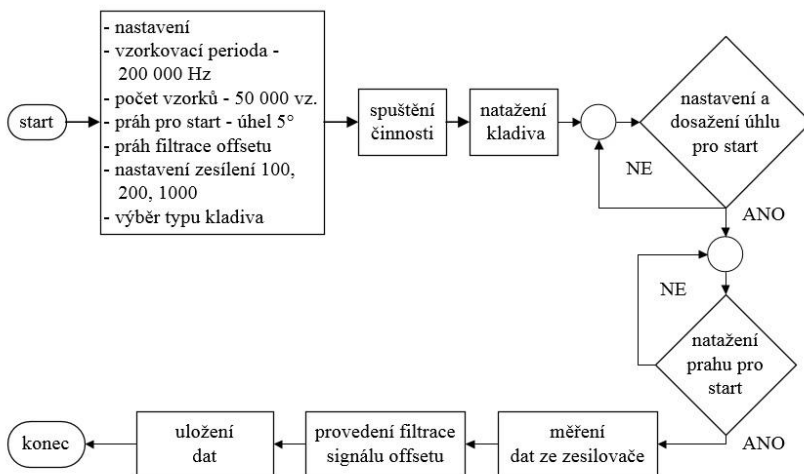 start
- nastavení
- vzorkovací perioda -
200 000 Hz
- počet vzorků - 50 000 vz.
- práh pro start - úhel 5°
- práh filtrace offsetu
- nastavení zesílení 100,
200, 1000
- výběr typu kladiva
spuštění
činnosti
natažení
kladiva
nastavení a
dosažení úhlu
pro start
NE
ANO
NE
natažení
prahu pro
start
ANO
měření
dat ze zesilovače
provedení filtrace
signálu offsetu
uložení
dat
konec